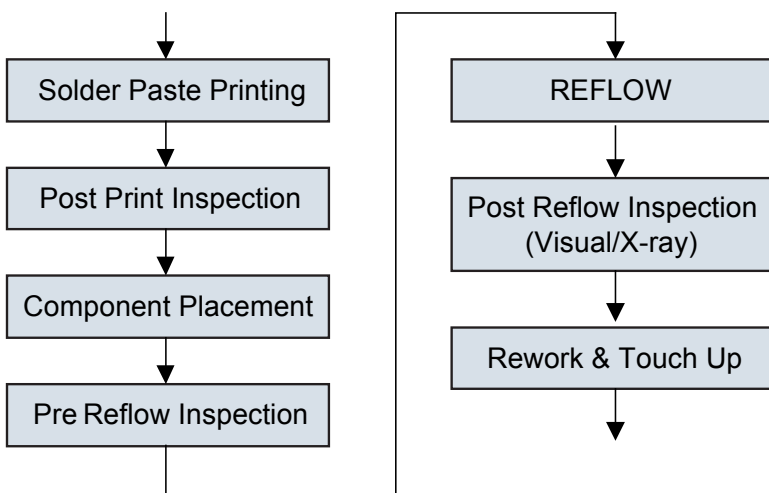 Solder Paste Printing
Post Print Inspection
Component Placement
Pre Reflow Inspection
REFLOW
Post Reflow Inspection
(Visual/X-ray)
Rework & Touch Up